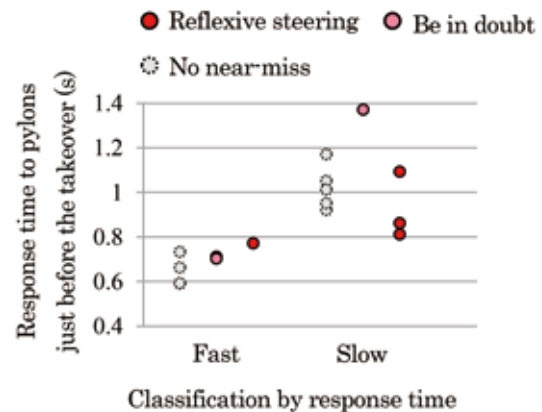 Reflexive steering
Be in doubt
No near-miss
Response time to pylons
just before the takeover (s)
1.4
1.2
1
0.8
0.6
0.4
Fast
Slow
Classification by response time